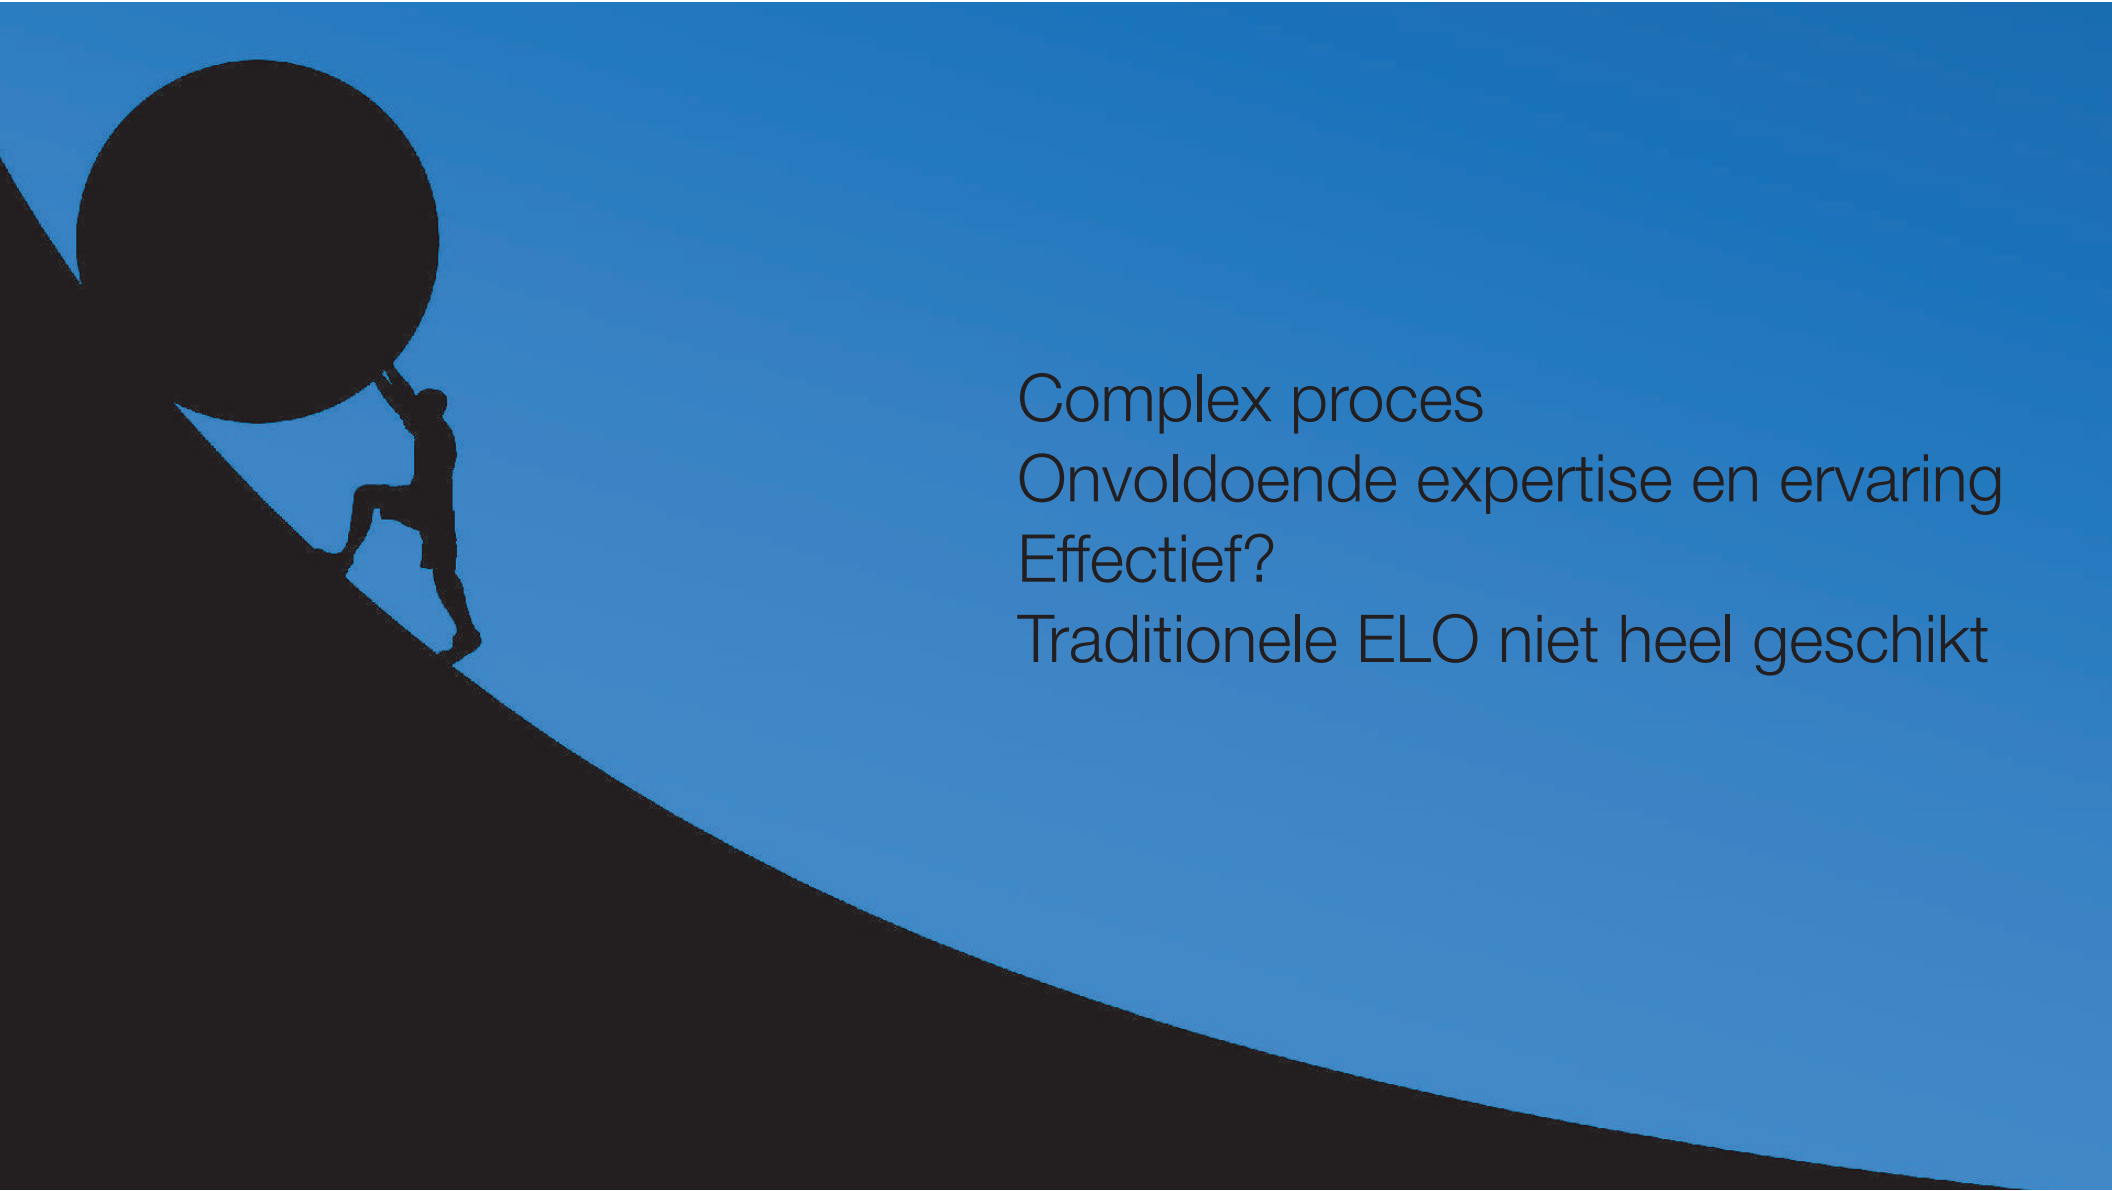 Complex proces
Onvoldoende expertise en ervaring
Effectief?
Traditionele ELO niet heel geschikt